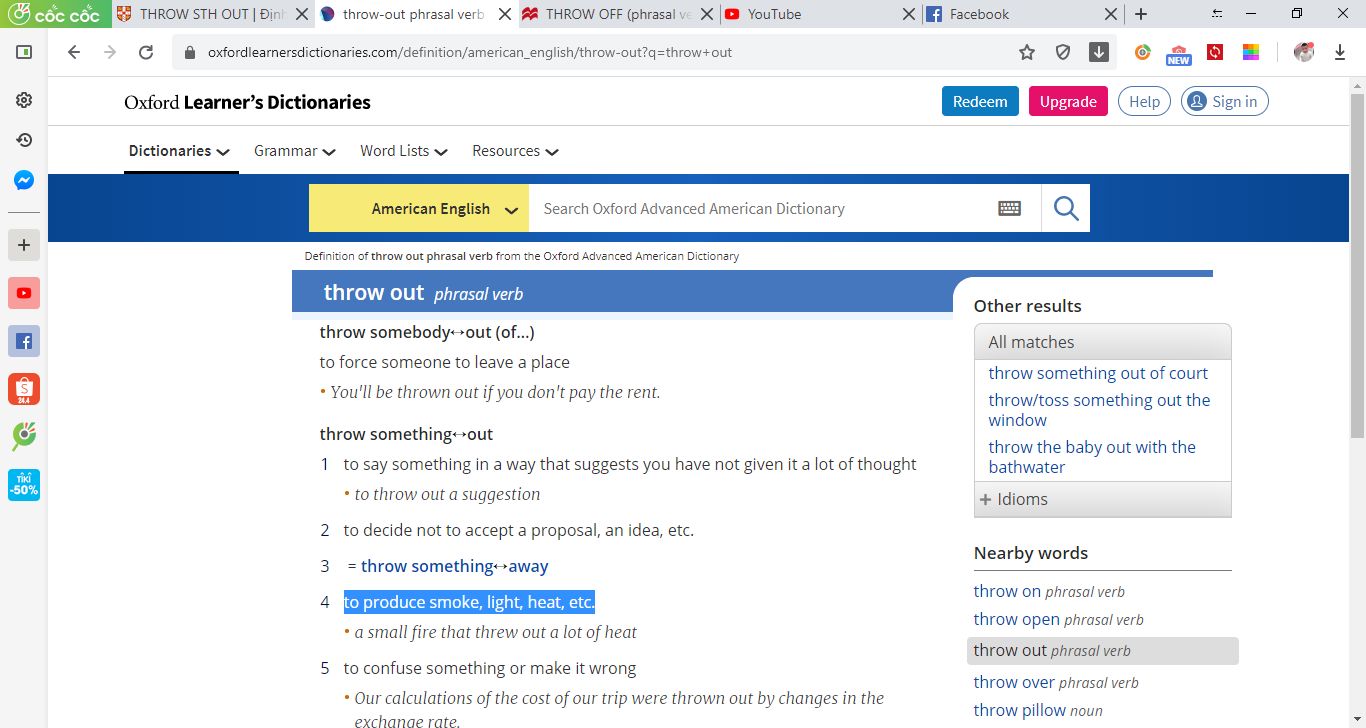 cốc cốc
THROW STH OUT | Định
throw-out phrasal verb
THROW OFF (phrasal ve
YouTube
Facebook
oxfordlearnersdictionaries.com/definition/american_english/throw-out?q=throw+out
NEW
Oxford Learner's Dictionaries
Redeem
Upgrade
Help
Sign in
Dictionaries
Grammar
Word Lists
Resources
American English
Search Oxford Advanced American Dictionary
Definition of throw out phrasal verb from the Oxford Advanced American Dictionary
throw out phrasal verb
throw somebody↔out (of…)
to force someone to leave a place
• You'll be thrown out if you don't pay the rent.
throw something↔out
1 to say something in a way that suggests you have not given it a lot of thought
• to throw out a suggestion
2 to decide not to accept a proposal, an idea, etc.
3 = throw something↔away
4 to produce smoke, light, heat, etc.
• a small fire that threw out a lot of heat
5 to confuse something or make it wrong
• Our calculations of the cost of our trip were thrown out by changes in the
exchange rate.
Other results
All matches
throw something out of court
throw/toss something out the
window
throw the baby out with the
bathwater
+ Idioms
Nearby words
throw on phrasal verb
throw open phrasal verb
throw out phrasal verb
throw over phrasal verb
throw pillow noun
24.4
TIKI
-50%